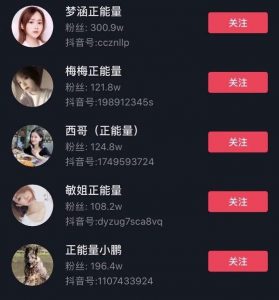 梦涵正能量
粉丝: 300.9w
抖音号:ccznllp
关注
梅梅正能量
粉丝: 121.8w
抖音号:198912345s
关注
西哥（正能量）
粉丝: 124.8w
抖音号:1749593724
关注
敏姐正能量
粉丝: 108.2w
抖音号:dyzug7sca8vq
关注
正能量小鹏
粉丝: 196.4w
抖音号:1107433924
关注